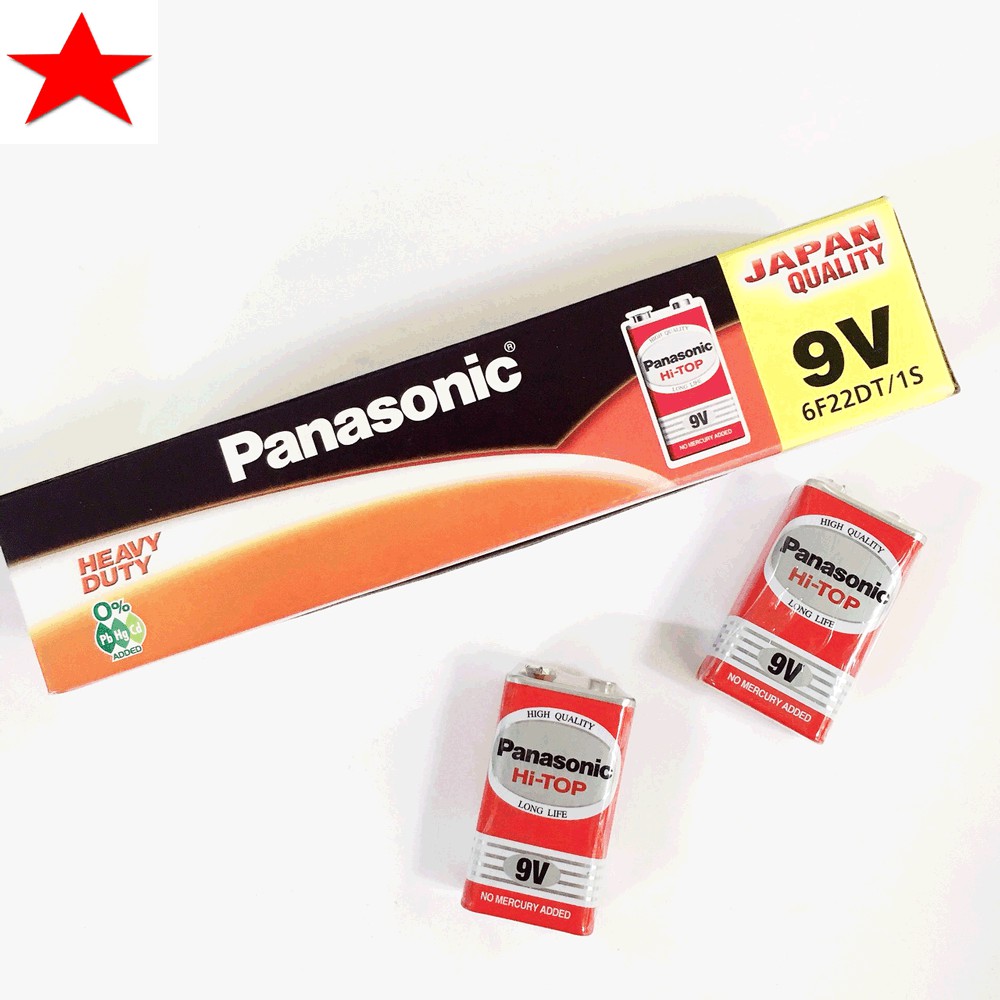 JAPAN
QUALITY
9V
6F22DT/1S
Panasonic®
HIGH QUALITY
Panasonic
Hi-TOP
LONG LIFE
9V
NO MERCURY ADDED
HEAVY
DUTY
0%
Pb Hg Cd
ADDED
HIGH QUALITY
Panasonic
Hi-TOP
LONG LIFE
9V
NO MERCURY ADDED
HIGH QUALITY
Panasonic
Hi-TOP
LONG LIFE
9V
NO MERCURY ADDED